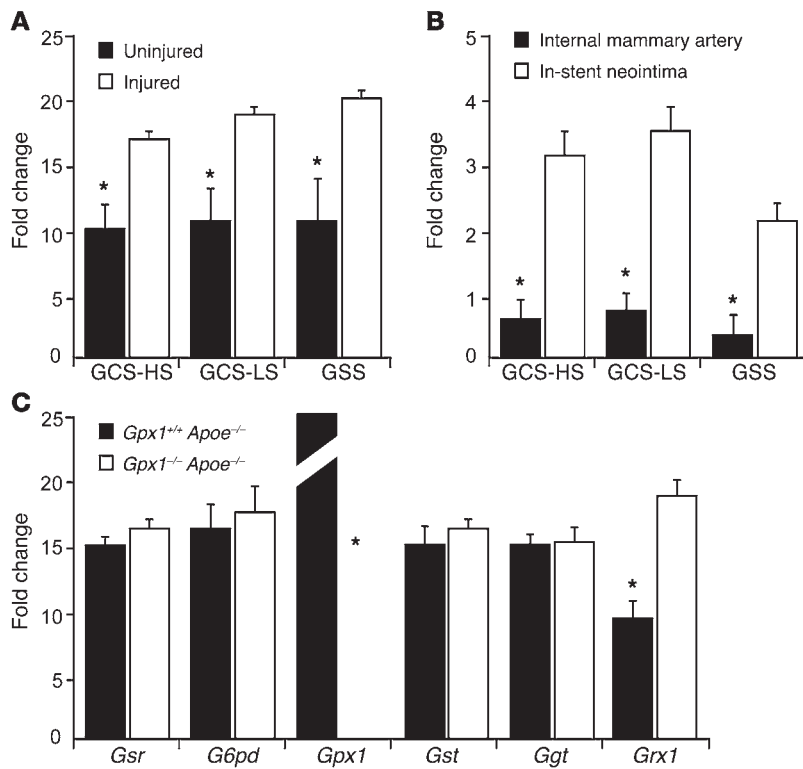 A
25
20
15
10
5
0
Fold change
Uninjured
Injured
*
*
*
GCS-HS GCS-LS GSS
B
5
4
3
2
1
0
Fold change
Internal mammary artery
In-stent neointima
*
*
*
GCS-HS GCS-LS GSS
C
25
20
15
10
5
0
Fold change
Gpx1+/+ Apoe–/–
Gpx1–/– Apoe–/–
*
*
Gsr G6pd Gpx1 Gst Ggt Grx1